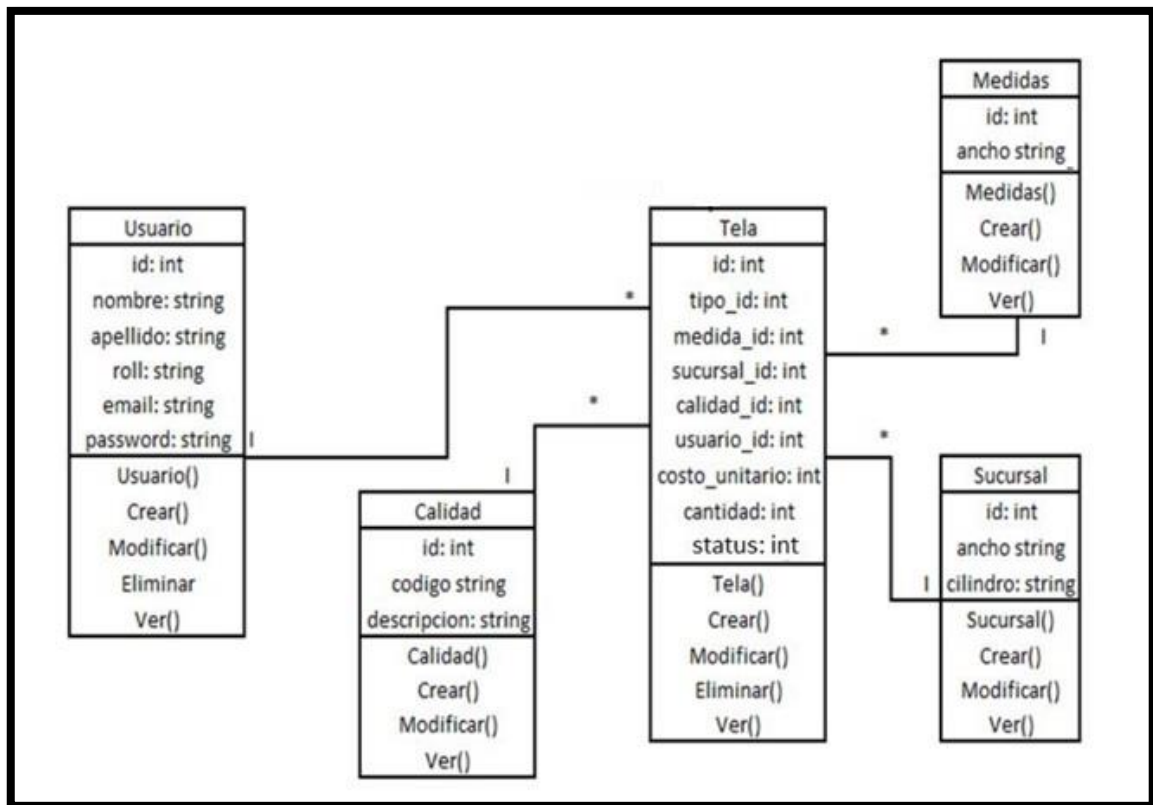 Usuario
id: int
nombre: string
apellido: string
roll: string
email: string
password: string
Usuario()
Crear()
Modificar()
Eliminar
Ver()
I
*
Calidad
id: int
codigo string
descripcion: string
Calidad()
Crear()
Modificar()
Ver()
I
*
Tela
id: int
tipo_id: int
medida_id: int
sucursal_id: int
calidad_id: int
usuario_id: int
costo_unitario: int
cantidad: int
status: int
Tela()
Crear()
Modificar()
Eliminar()
Ver()
*
I
Medidas
id: int
ancho string_
Medidas()
Crear()
Modificar()
Ver()
*
I
Sucursal
id: int
ancho string
cilindro: string
Sucursal()
Crear()
Modificar()
Ver()